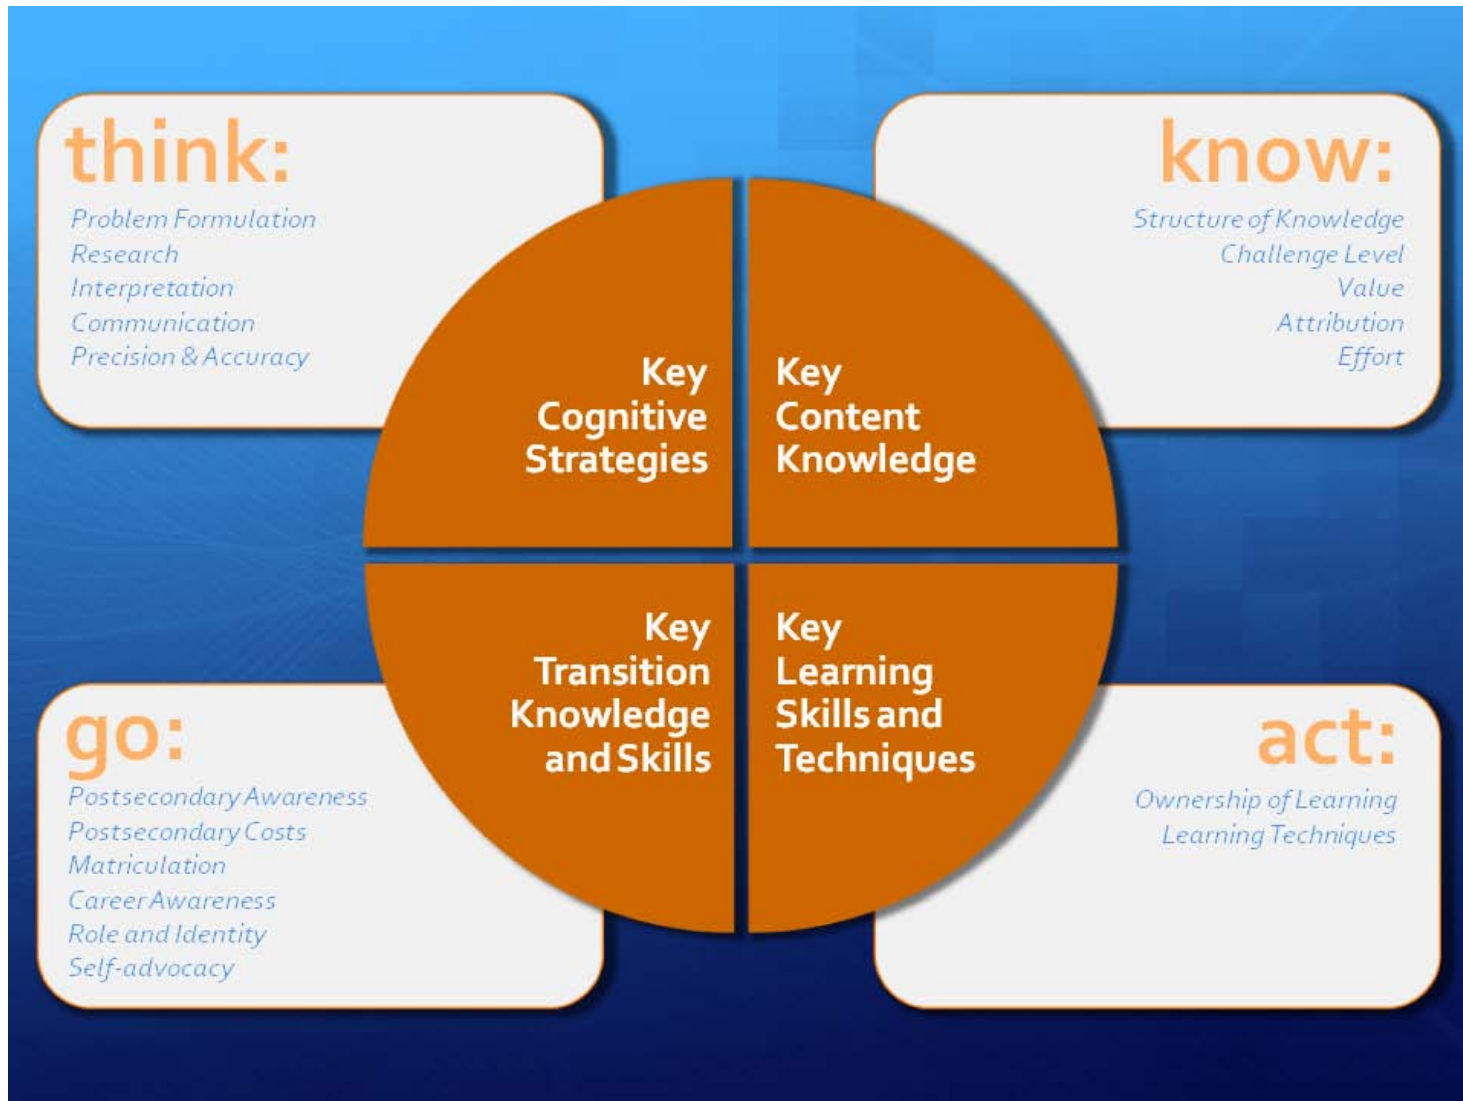 think:
Problem Formulation
Research
Interpretation
Communication
Precision & Accuracy
know:
Structure of Knowledge
Challenge Level
Value
Attribution
Effort
Key
Cognitive
Strategies
Key
Content
Knowledge
Key
Transition
Knowledge
and Skills
Key
Learning
Skills and
Techniques
go:
Postsecondary Awareness
Postsecondary Costs
Matriculation
Career Awareness
Role and Identity
Self-advocacy
act:
Ownership of Learning
Learning Techniques